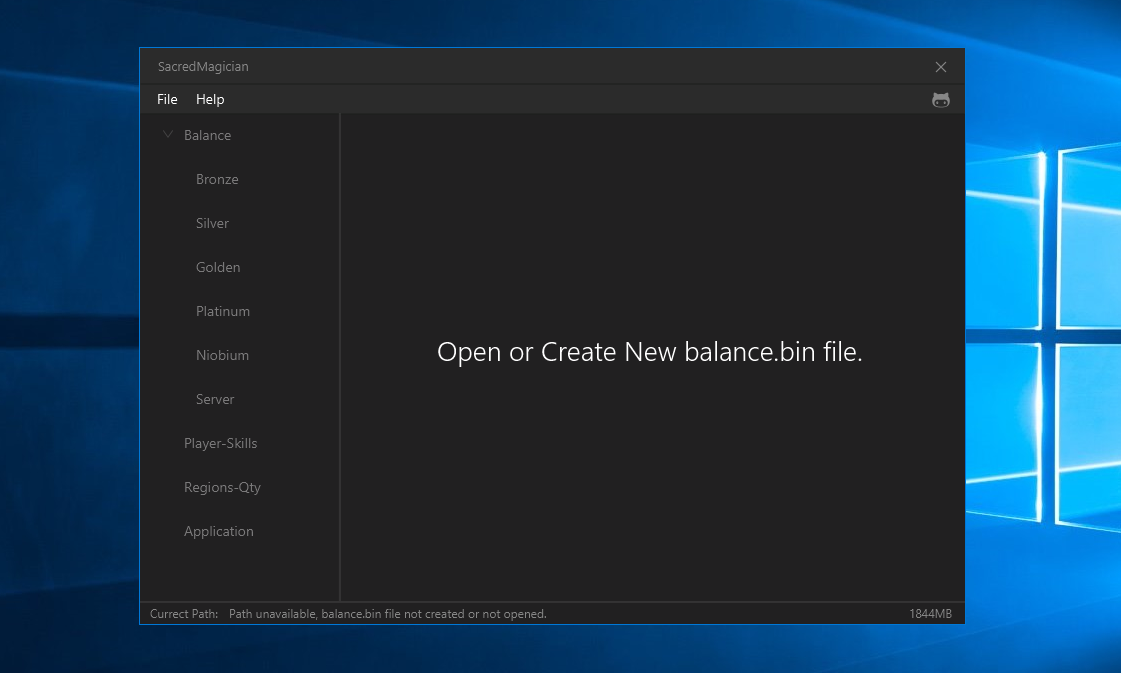 SacredMagician
File Help
Balance
Bronze
Silver
Golden
Platinum
Niobium
Server
Player-Skills
Regions-Qty
Application
Open or Create New balance.bin file.
Currect Path: Path unavailable, balance.bin file not created or not opened.
1844MB